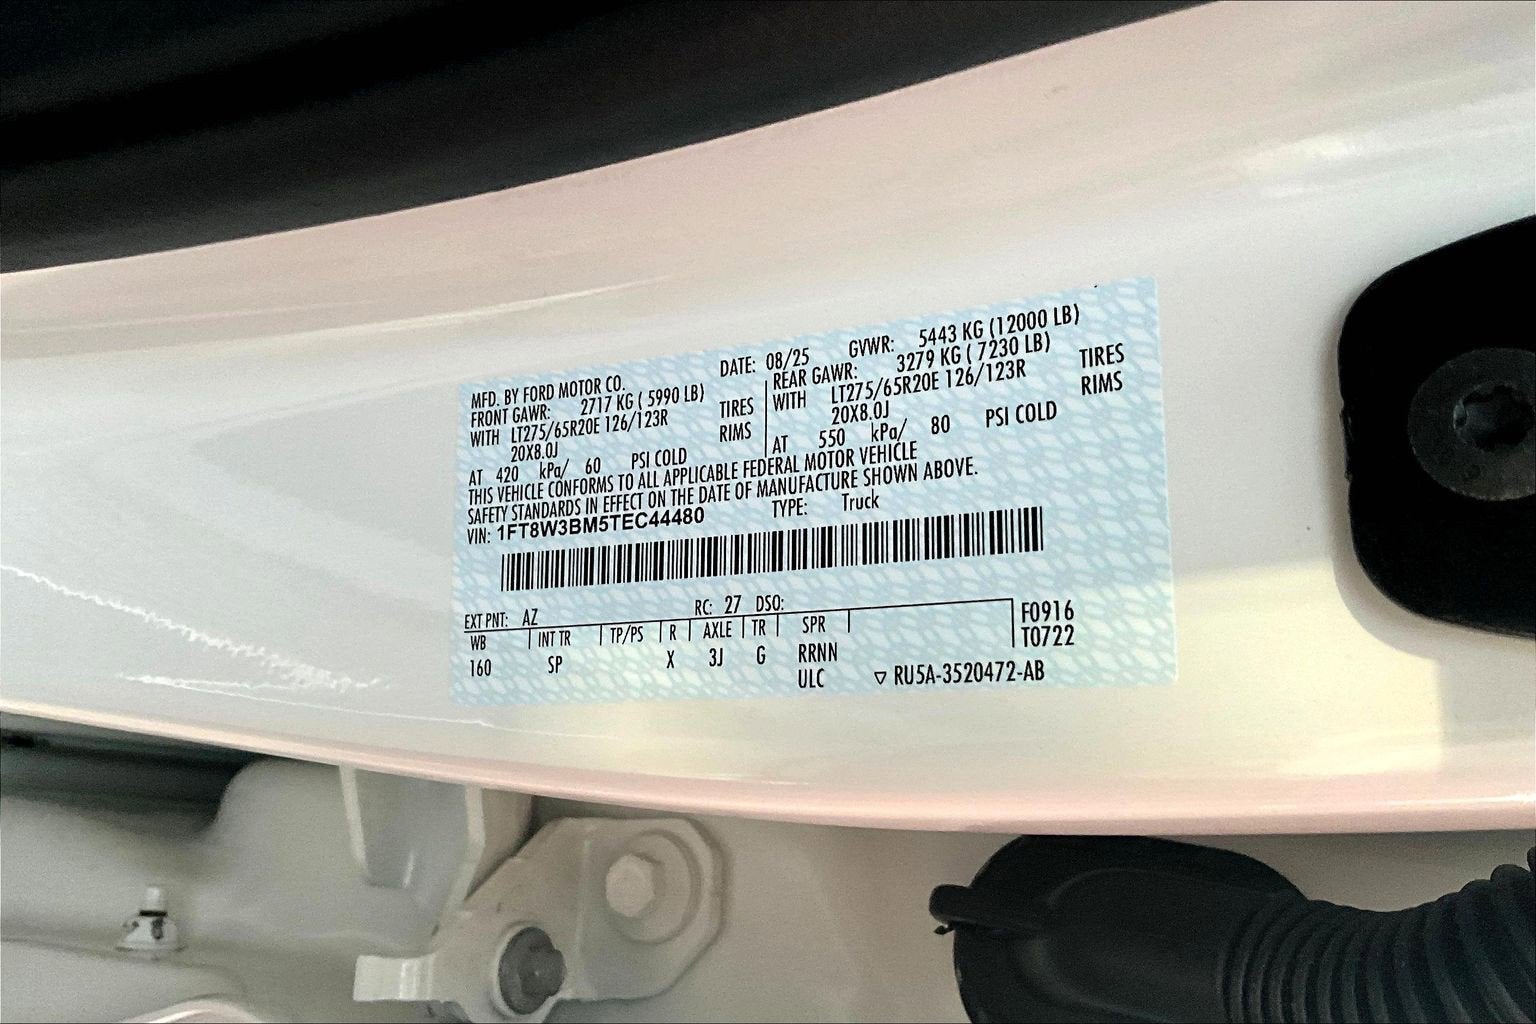 MFD. BY FORD MOTOR CO. DATE: 08/25 GVWR: 5443 KG (12000 LB)
FRONT GAWR: 2717 KG ( 5990 LB) REAR GAWR: 3279 KG ( 7230 LB)
WITH LT275/65R20E 126/123R TIRES WITH LT275/65R20E 126/123R TIRES
20X8.0J RIMS 20X8.0J RIMS
AT 420 kPa/ 60 PSI COLD AT 550 kPa/ 80 PSI COLD
THIS VEHICLE CONFORMS TO ALL APPLICABLE FEDERAL MOTOR VEHICLE
SAFETY STANDARDS IN EFFECT ON THE DATE OF MANUFACTURE SHOWN ABOVE.
VIN: 1FT8W3BM5TEC44480 TYPE: Truck
EXT PNT: AZ RC: 27 DSO: F0916
WB INT TR TP/PS R AXLE TR SPR T0722
160 SP X 3J G RRNN
ULC ▽ RU5A-3520472-AB